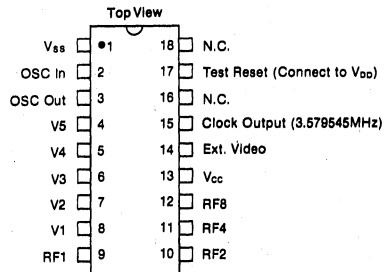 Top View
Vss 1 18 N.C.
OSC In 2 17 Test Reset (Connect to VDD)
OSC Out 3 16 N.C.
V5 4 15 Clock Output (3.579545MHz)
V4 5 14 Ext. Video
V3 6 13 Vcc
V2 7 12 RF8
V1 8 11 RF4
RF1 9 10 RF2